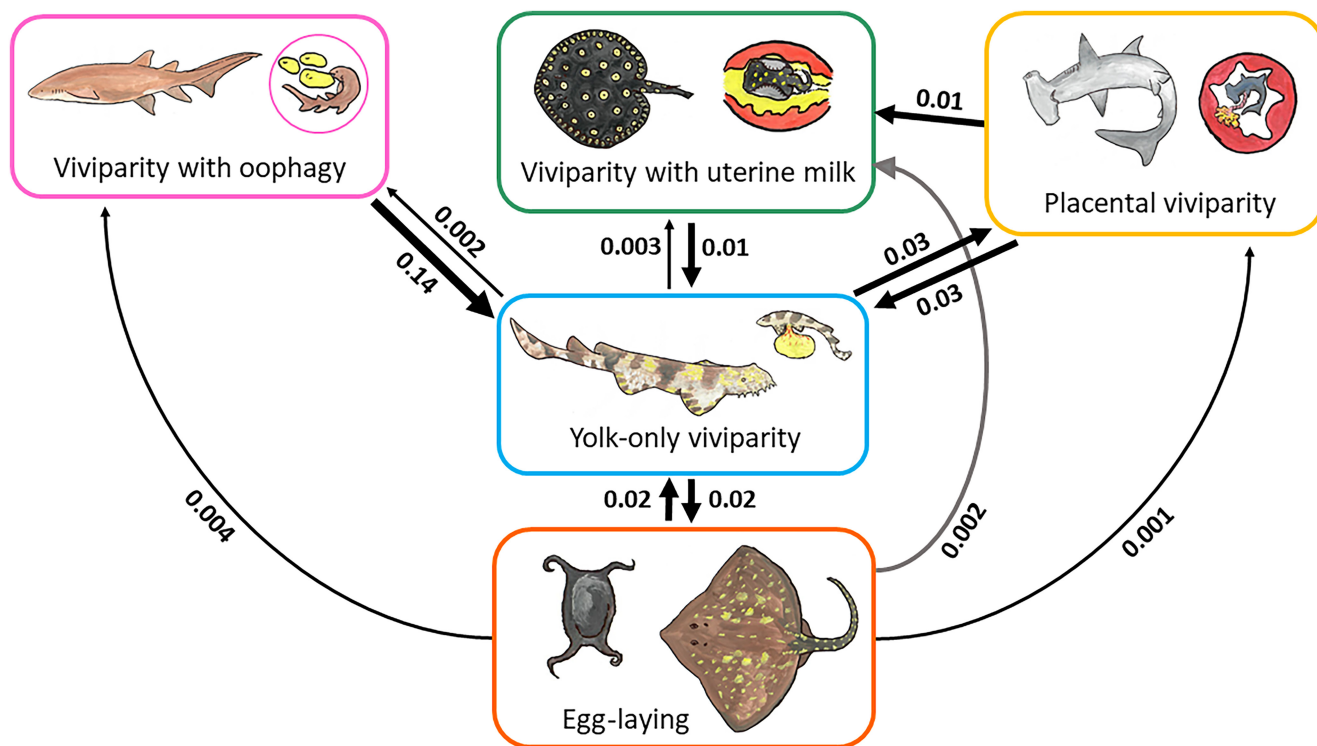 Viviparity with oophagy
Viviparity with uterine milk
Placental viviparity
0.01
0.002
0.14
0.003
0.01
0.03
0.03
Yolk-only viviparity
0.02
0.02
0.004
0.002
0.001
Egg-laying